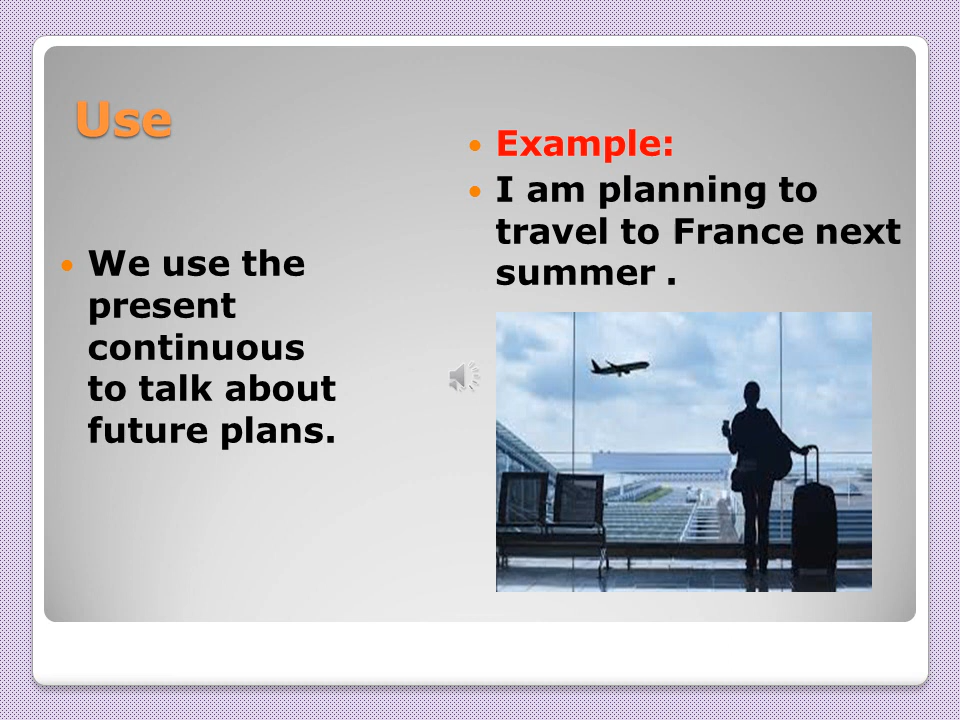 Use
We use the
present
continuous
to talk about
future plans.
Example:
I am planning to
travel to France next
summer .